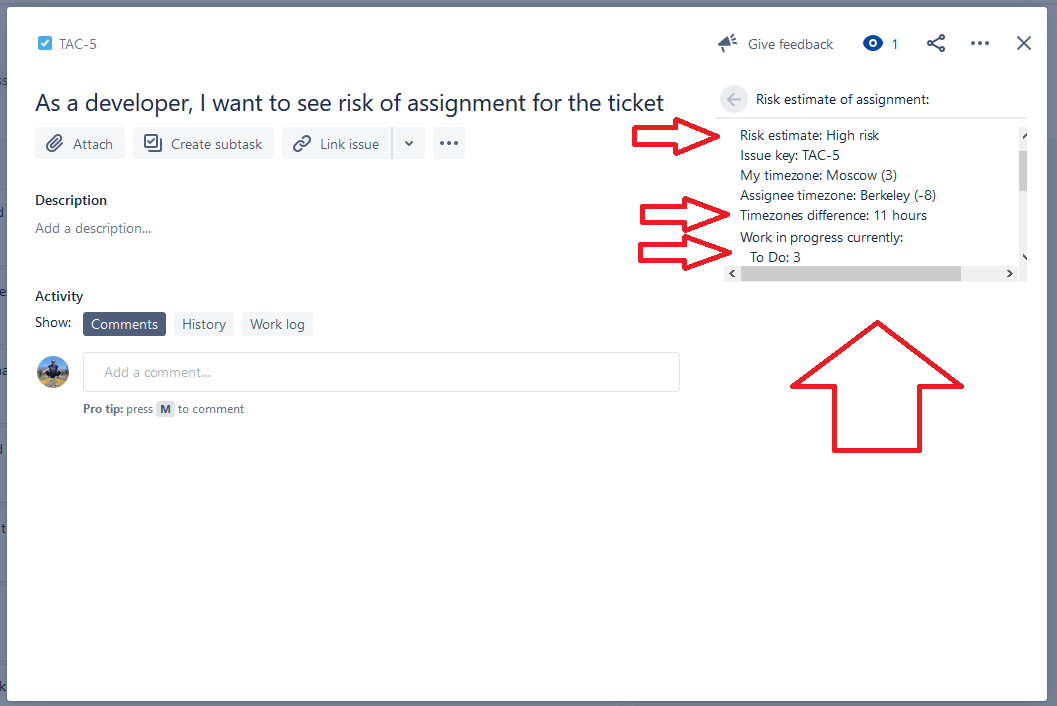 TAC-5
Give feedback
1
As a developer, I want to see risk of assignment for the ticket
Attach
Create subtask
Link issue
Description
Add a description...
Activity
Show:
Comments
History
Work log
Add a comment...
Pro tip: press M to comment
Risk estimate of assignment:
Risk estimate: High risk
Issue key: TAC-5
My timezone: Moscow (3)
Assignee timezone: Berkeley (-8)
Timezones difference: 11 hours
Work in progress currently:
To Do: 3